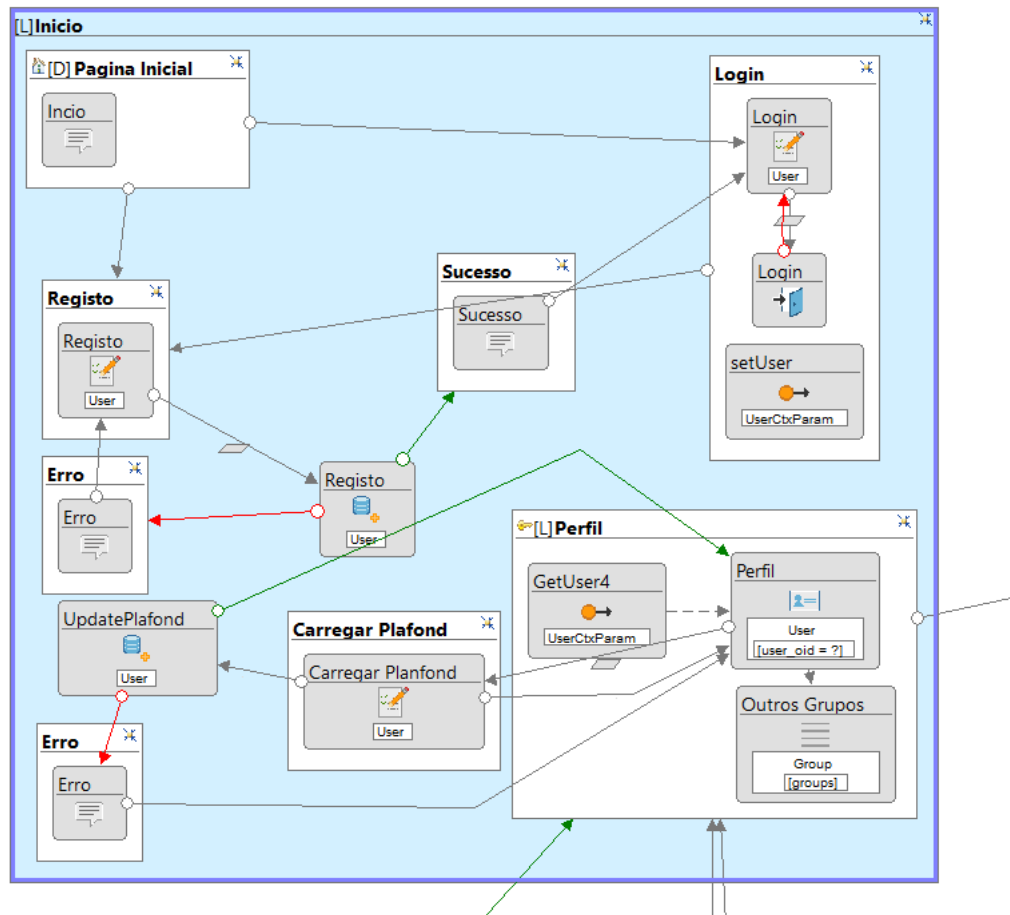 [L]Inicio
[D] Pagina Inicial
Incio
Login
Login
User
Login
setUser
UserCtxParam
Sucesso
Sucesso
Registo
Registo
User
Erro
Erro
Registo
User
[L]Perfil
GetUser4
UserCtxParam
Perfil
User
[user_oid = ?]
Outros Grupos
Group
[groups]
UpdatePlafond
User
Carregar Plafond
Carregar Planfond
User
Erro
Erro